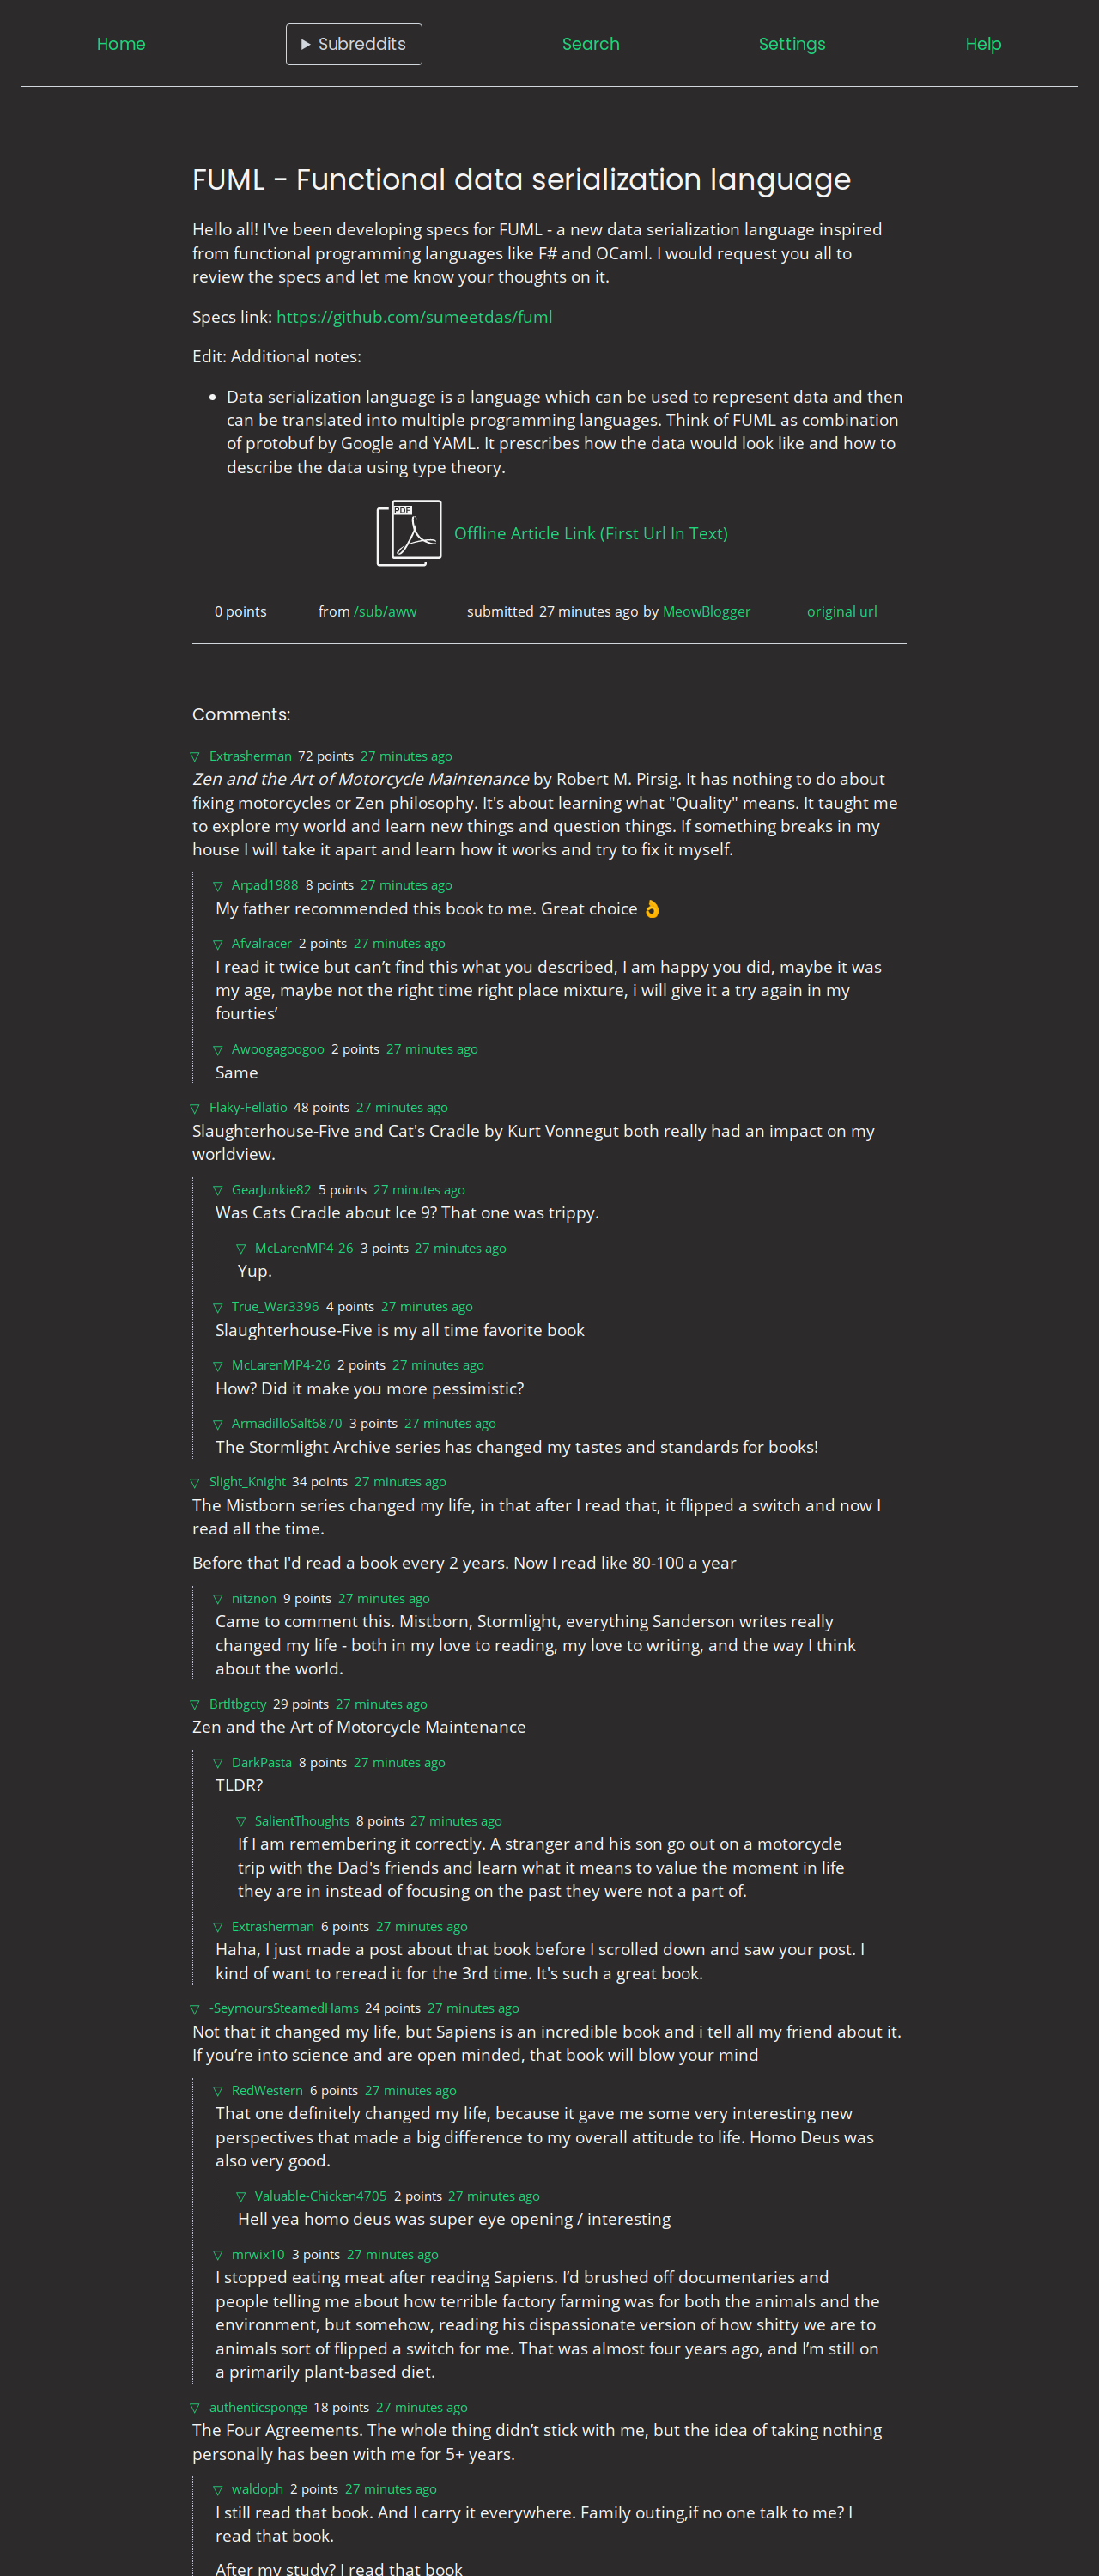 Home
▶ Subreddits
Search
Settings
Help
FUML - Functional data serialization language
Hello all! I've been developing specs for FUML - a new data serialization language inspired
from functional programming languages like F# and OCaml. I would request you all to
review the specs and let me know your thoughts on it.
Specs link: https://github.com/sumeetdas/fuml
Edit: Additional notes:
• Data serialization language is a language which can be used to represent data and then
can be translated into multiple programming languages. Think of FUML as combination
of protobuf by Google and YAML. It prescribes how the data would look like and how to
describe the data using type theory.
PDF
Offline Article Link (First Url In Text)
0 points from /sub/aww submitted 27 minutes ago by MeowBlogger original url
Comments:
▽ Extrasherman 72 points 27 minutes ago
Zen and the Art of Motorcycle Maintenance by Robert M. Pirsig. It has nothing to do about
fixing motorcycles or Zen philosophy. It's about learning what "Quality" means. It taught me
to explore my world and learn new things and question things. If something breaks in my
house I will take it apart and learn how it works and try to fix it myself.
▽ Arpad1988 8 points 27 minutes ago
My father recommended this book to me. Great choice 👌
▽ Afvalracer 2 points 27 minutes ago
I read it twice but can’t find this what you described, I am happy you did, maybe it was
my age, maybe not the right time right place mixture, i will give it a try again in my
fourties’
▽ Awoogagoogoo 2 points 27 minutes ago
Same
▽ Flaky-Fellatio 48 points 27 minutes ago
Slaughterhouse-Five and Cat's Cradle by Kurt Vonnegut both really had an impact on my
worldview.
▽ GearJunkie82 5 points 27 minutes ago
Was Cats Cradle about Ice 9? That one was trippy.
▽ McLarenMP4-26 3 points 27 minutes ago
Yup.
▽ True_War3396 4 points 27 minutes ago
Slaughterhouse-Five is my all time favorite book
▽ McLarenMP4-26 2 points 27 minutes ago
How? Did it make you more pessimistic?
▽ ArmadilloSalt6870 3 points 27 minutes ago
The Stormlight Archive series has changed my tastes and standards for books!
▽ Slight_Knight 34 points 27 minutes ago
The Mistborn series changed my life, in that after I read that, it flipped a switch and now I
read all the time.
Before that I'd read a book every 2 years. Now I read like 80-100 a year
▽ nitznon 9 points 27 minutes ago
Came to comment this. Mistborn, Stormlight, everything Sanderson writes really
changed my life - both in my love to reading, my love to writing, and the way I think
about the world.
▽ Brtltbgcty 29 points 27 minutes ago
Zen and the Art of Motorcycle Maintenance
▽ DarkPasta 8 points 27 minutes ago
TLDR?
▽ SalientThoughts 8 points 27 minutes ago
If I am remembering it correctly. A stranger and his son go out on a motorcycle
trip with the Dad's friends and learn what it means to value the moment in life
they are in instead of focusing on the past they were not a part of.
▽ Extrasherman 6 points 27 minutes ago
Haha, I just made a post about that book before I scrolled down and saw your post. I
kind of want to reread it for the 3rd time. It's such a great book.
▽ -SeymoursSteamedHams 24 points 27 minutes ago
Not that it changed my life, but Sapiens is an incredible book and i tell all my friend about it.
If you’re into science and are open minded, that book will blow your mind
▽ RedWestern 6 points 27 minutes ago
That one definitely changed my life, because it gave me some very interesting new
perspectives that made a big difference to my overall attitude to life. Homo Deus was
also very good.
▽ Valuable-Chicken4705 2 points 27 minutes ago
Hell yea homo deus was super eye opening / interesting
▽ mrwix10 3 points 27 minutes ago
I stopped eating meat after reading Sapiens. I’d brushed off documentaries and
people telling me about how terrible factory farming was for both the animals and the
environment, but somehow, reading his dispassionate version of how shitty we are to
animals sort of flipped a switch for me. That was almost four years ago, and I’m still on
a primarily plant-based diet.
▽ authenticsponge 18 points 27 minutes ago
The Four Agreements. The whole thing didn’t stick with me, but the idea of taking nothing
personally has been with me for 5+ years.
▽ waldoph 2 points 27 minutes ago
I still read that book. And I carry it everywhere. Family outing,if no one talk to me? I
read that book.
After my study? I read that book